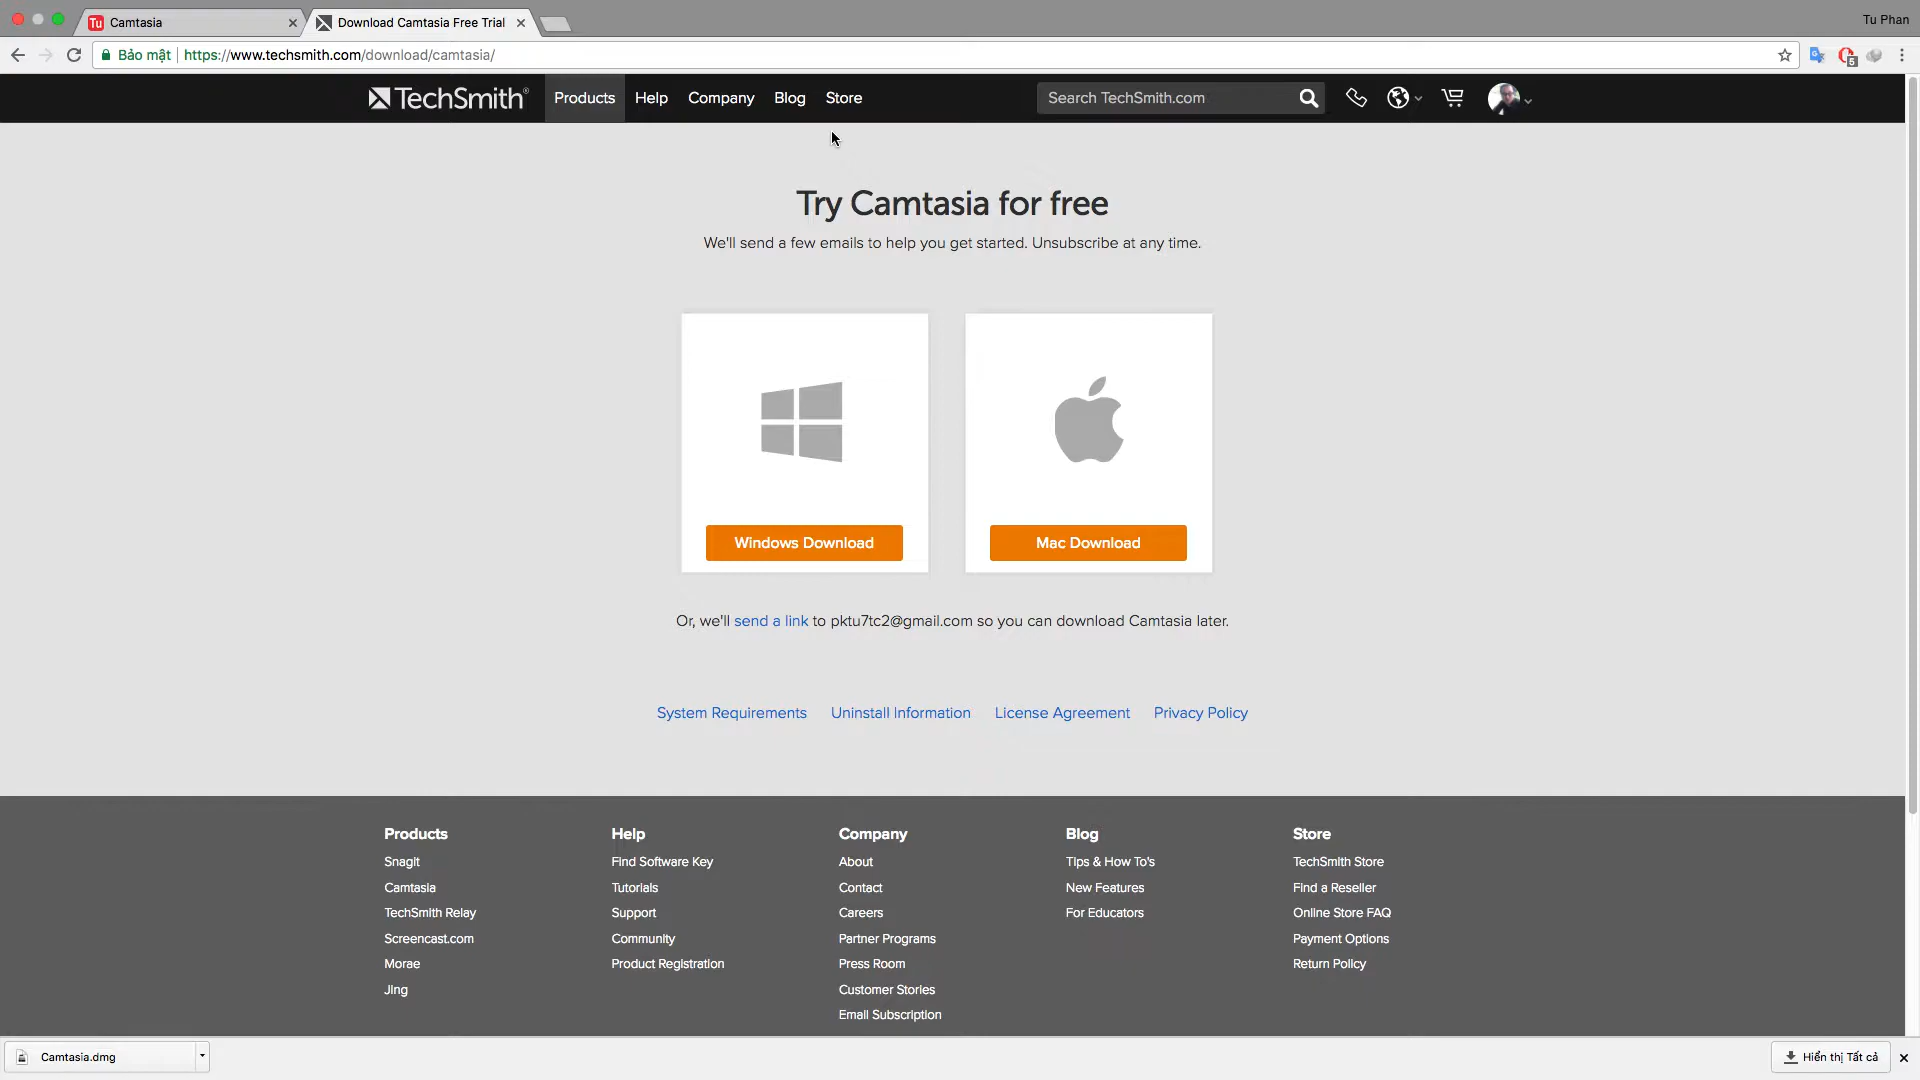 Tu Camtasia
Download Camtasia Free Trial
Tu Phan
Bảo mật https://www.techsmith.com/download/camtasia/
5
TechSmith® Products Help Company Blog Store Search TechSmith.com
Try Camtasia for free
We'll send a few emails to help you get started. Unsubscribe at any time.
Windows Download
Mac Download
Or, we'll send a link to pktu7tc2@gmail.com so you can download Camtasia later.
System Requirements Uninstall Information License Agreement Privacy Policy
Products
Snagit
Camtasia
TechSmith Relay
Screencast.com
Morae
Jing
Help
Find Software Key
Tutorials
Support
Community
Product Registration
Company
About
Contact
Careers
Partner Programs
Press Room
Customer Stories
Email Subscription
Blog
Tips & How To's
New Features
For Educators
Store
TechSmith Store
Find a Reseller
Online Store FAQ
Payment Options
Return Policy
Camtasia.dmg
Hiển thị Tất cả